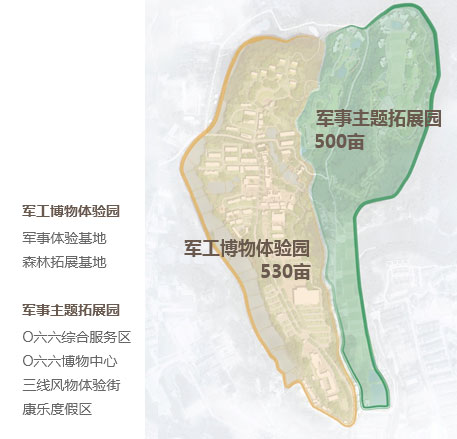 军事主题拓展园
500亩
军工博物体验园
530亩
军工博物体验园
军事体验基地
森林拓展基地
军事主题拓展园
O六六综合服务区
O六六博物中心
三线风物体验街
康乐度假区